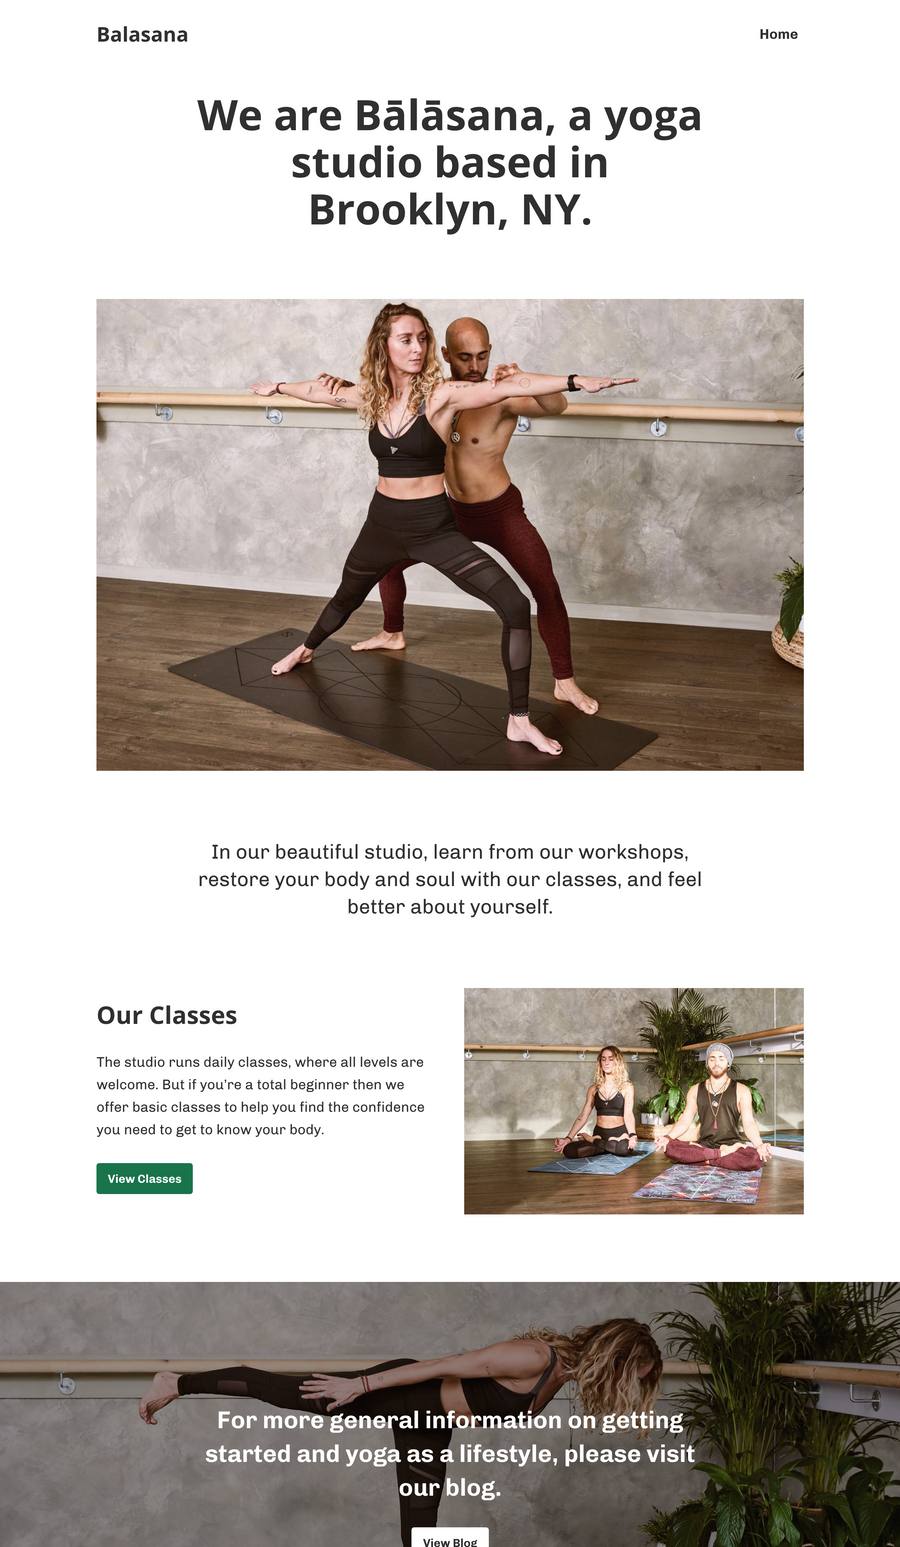 Balasana
Home
We are Bālāsana, a yoga
studio based in
Brooklyn, NY.
In our beautiful studio, learn from our workshops,
restore your body and soul with our classes, and feel
better about yourself.
Our Classes
The studio runs daily classes, where all levels are
welcome. But if you’re a total beginner then we
offer basic classes to help you find the confidence
you need to get to know your body.
View Classes
For more general information on getting
started and yoga as a lifestyle, please visit
our blog.
View Blog